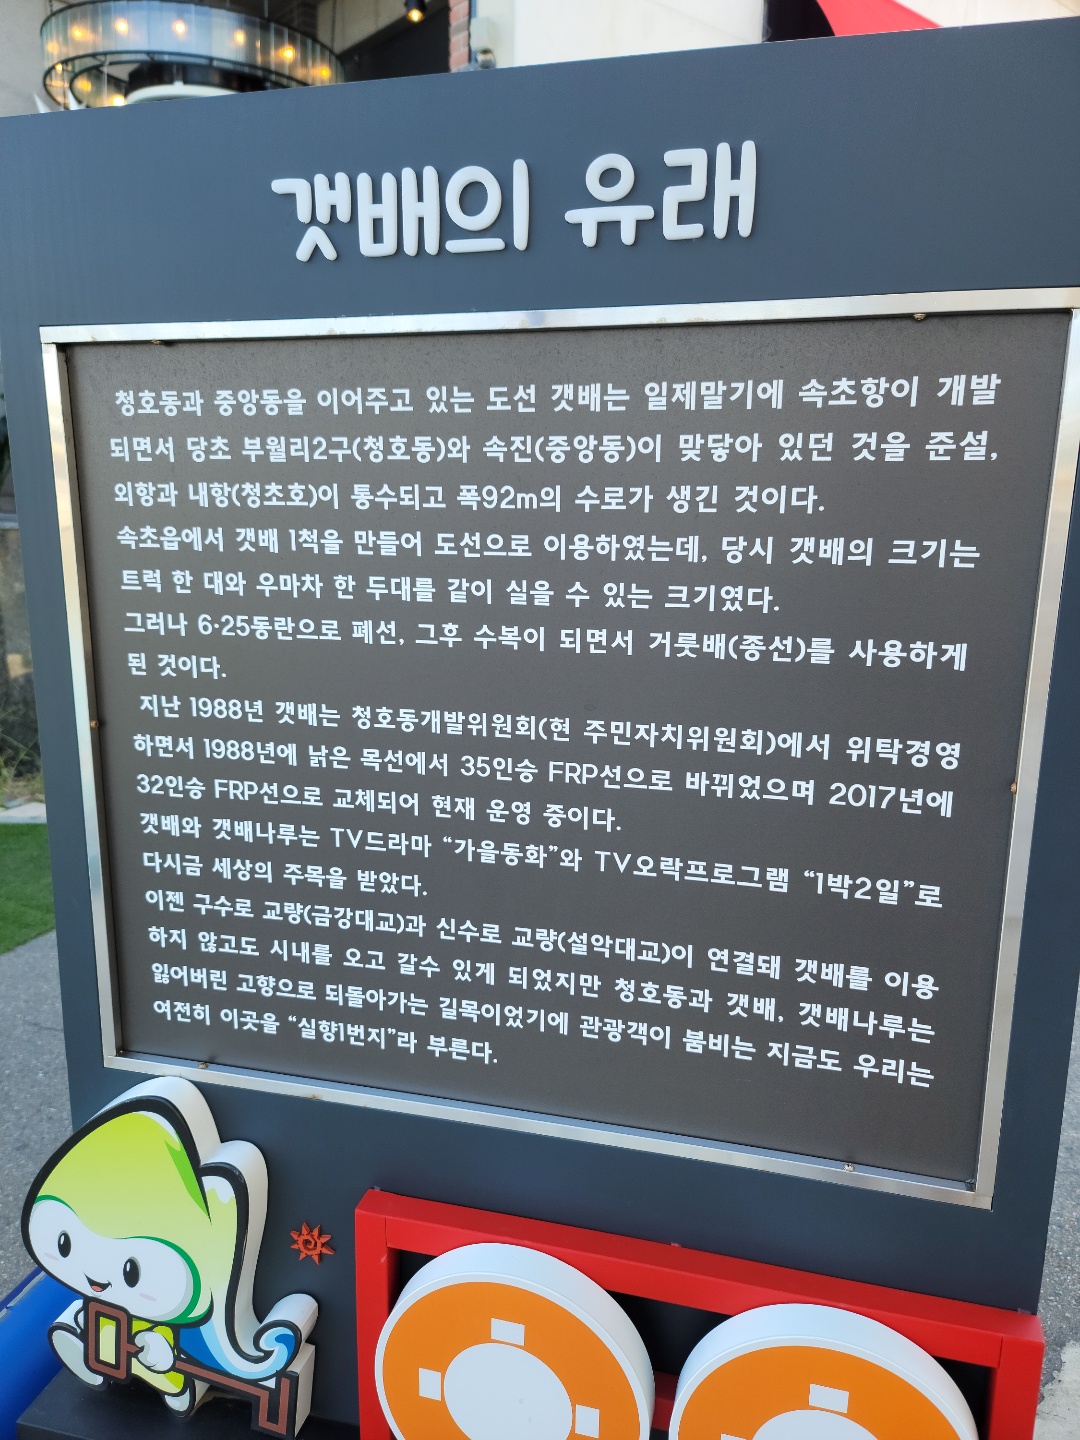 갯배의 유래
청호동과 중앙동을 이어주고 있는 도선 갯배는 일제말기에 속초항이 개발
되면서 당초 부월리2구(청호동)와 속진(중앙동)이 맞닿아 있던 것을 준설,
외항과 내항(청초호)이 통수되고 폭92m의 수로가 생긴 것이다.
속초읍에서 갯배 1척을 만들어 도선으로 이용하였는데, 당시 갯배의 크기는
트럭 한 대와 우마차 한 두대를 같이 실을 수 있는 크기였다.
그러나 6·25동란으로 폐선, 그후 수복이 되면서 거룻배(종선)를 사용하게
된 것이다.
지난 1988년 갯배는 청호동개발위원회(현 주민자치위원회)에서 위탁경영
하면서 1988년에 낡은 목선에서 35인승 FRP선으로 바뀌었으며 2017년에
32인승 FRP선으로 교체되어 현재 운영 중이다.
갯배와 갯배나루는 TV드라마 “가을동화”와 TV오락프로그램 “1박2일”로
다시금 세상의 주목을 받았다.
이젠 구수로 교량(금강대교)과 신수로 교량(설악대교)이 연결돼 갯배를 이용
하지 않고도 시내를 오고 갈수 있게 되었지만 청호동과 갯배, 갯배나루는
잃어버린 고향으로 되돌아가는 길목이었기에 관광객이 붐비는 지금도 우리는
여전히 이곳을 “실향1번지”라 부른다.